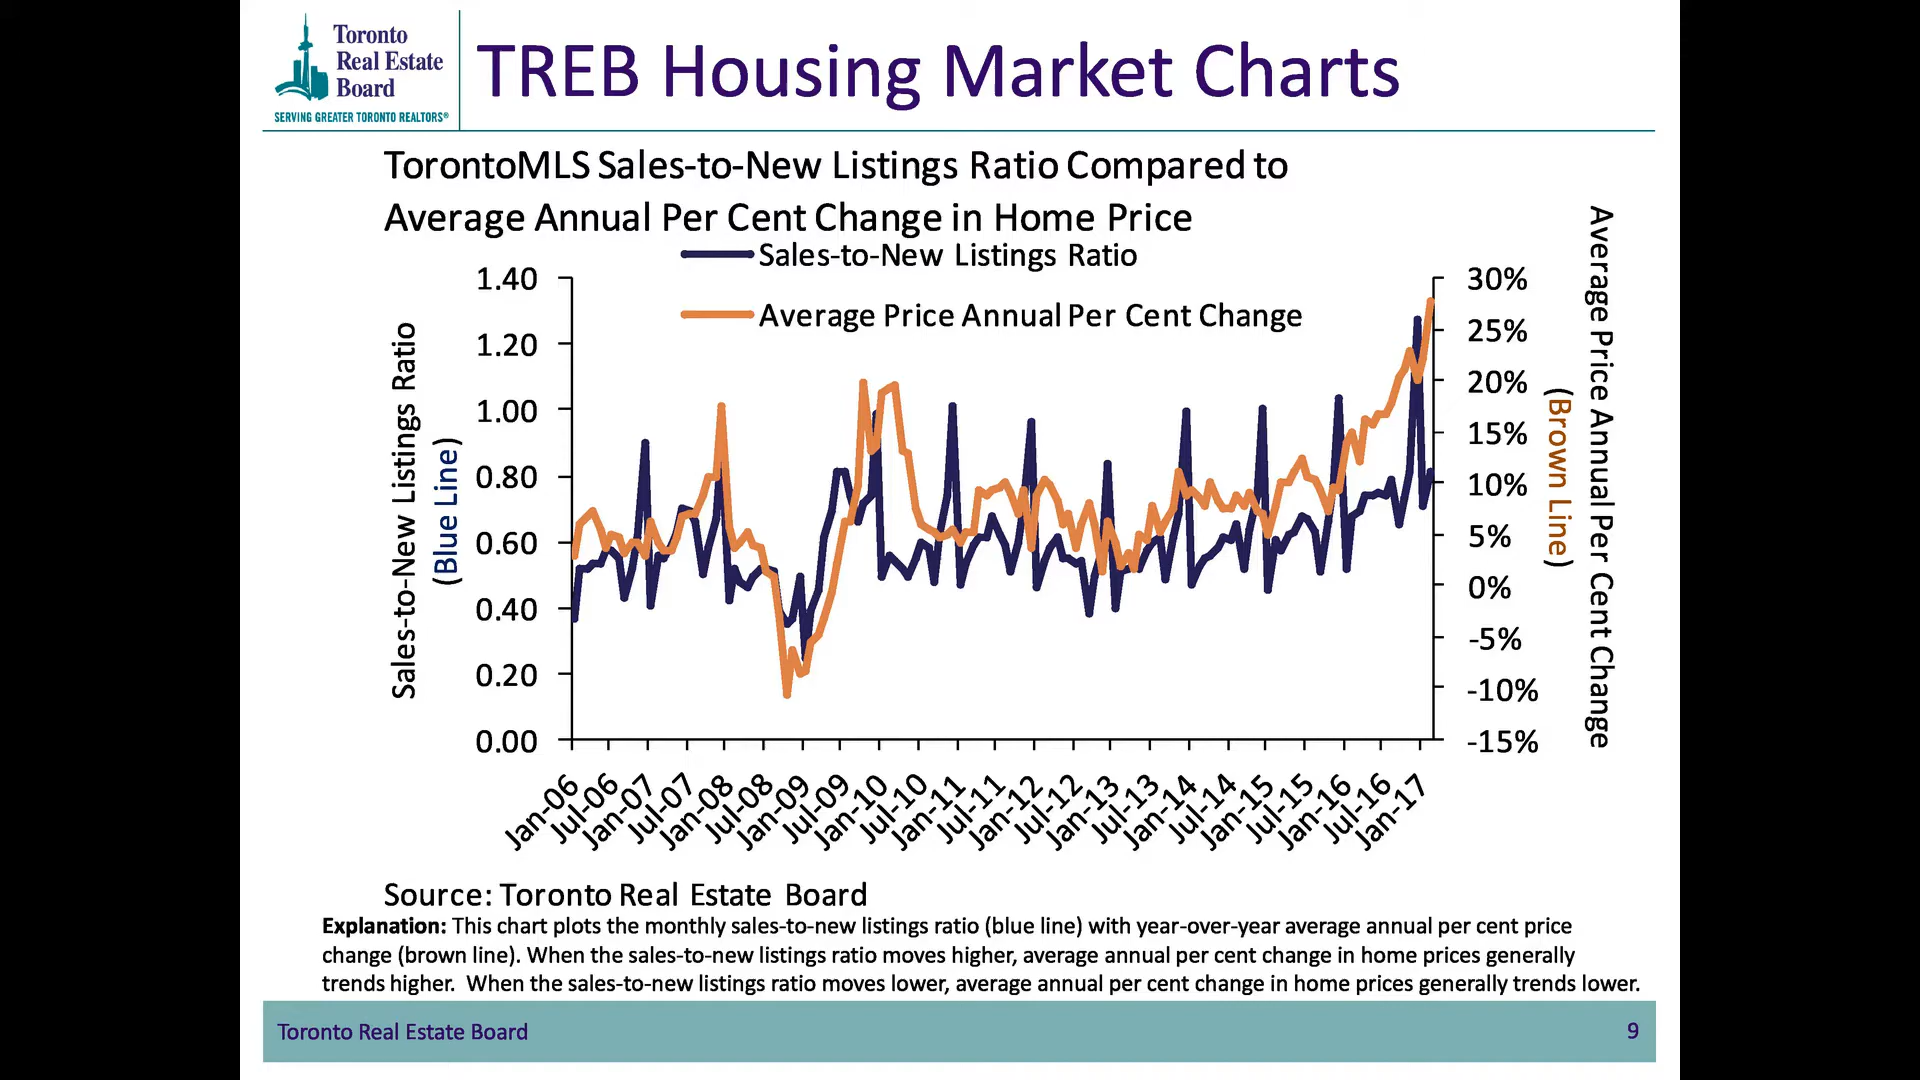 Toronto
Real Estate
Board
SERVING GREATER TORONTO REALTORS®
TREB Housing Market Charts
TorontoMLS Sales-to-New Listings Ratio Compared to
Average Annual Per Cent Change in Home Price
Sales-to-New Listings Ratio
Average Price Annual Per Cent Change
Sales-to-New Listings Ratio
(Blue Line)
1.40
1.20
1.00
0.80
0.60
0.40
0.20
0.00
30%
25%
20%
15%
10%
5%
0%
-5%
-10%
-15%
(Brown Line)
Average Price Annual Per Cent Change
Jan-06
Jul-06
Jan-07
Jul-07
Jan-08
Jul-08
Jan-09
Jul-09
Jan-10
Jul-10
Jan-11
Jul-11
Jan-12
Jul-12
Jan-13
Jul-13
Jan-14
Jul-14
Jan-15
Jul-15
Jan-16
Jul-16
Jan-17
Source: Toronto Real Estate Board
Explanation: This chart plots the monthly sales-to-new listings ratio (blue line) with year-over-year average annual per cent price
change (brown line). When the sales-to-new listings ratio moves higher, average annual per cent change in home prices generally
trends higher.  When the sales-to-new listings ratio moves lower, average annual per cent change in home prices generally trends lower.
Toronto Real Estate Board
9